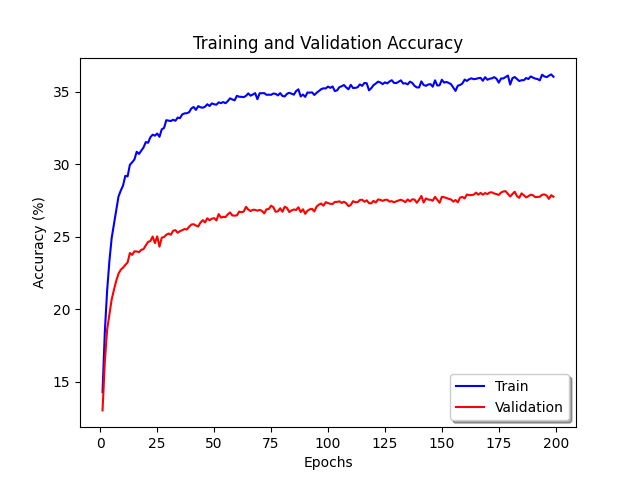 Training and Validation Accuracy
Accuracy (%)
35
30
25
20
15
0 25 50 75 100 125 150 175 200
Epochs
Train
Validation